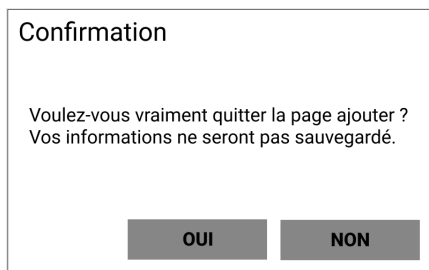 Confirmation
Voulez-vous vraiment quitter la page ajouter ?
Vos informations ne seront pas sauvegardé.
OUI
NON